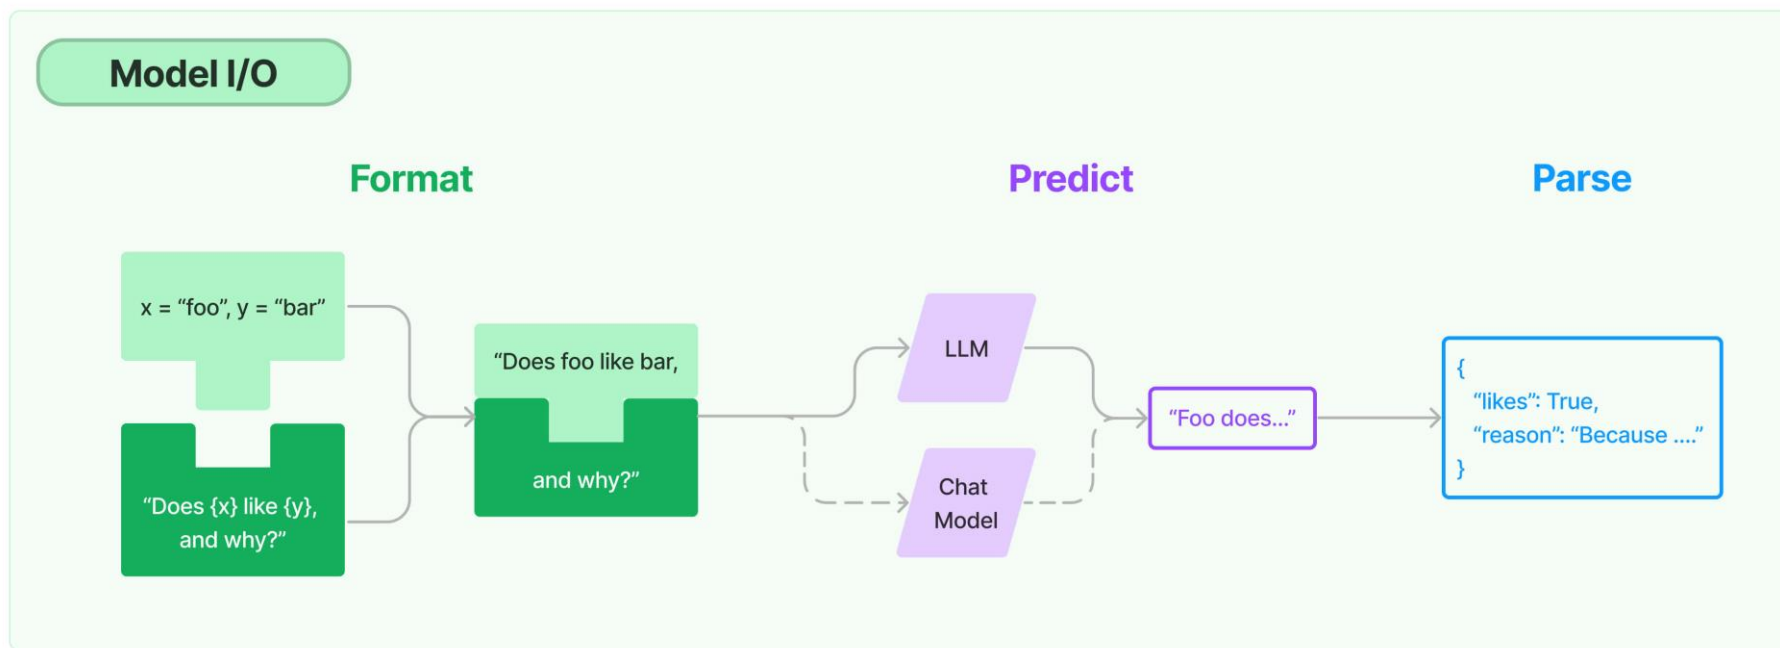 Model I/O
Format
Predict
Parse
x = “foo”, y = “bar”
“Does {x} like {y},
and why?”
“Does foo like bar,
and why?”
LLM
Chat
Model
“Foo does...”
{
“likes”: True,
“reason”: “Because ....”
}